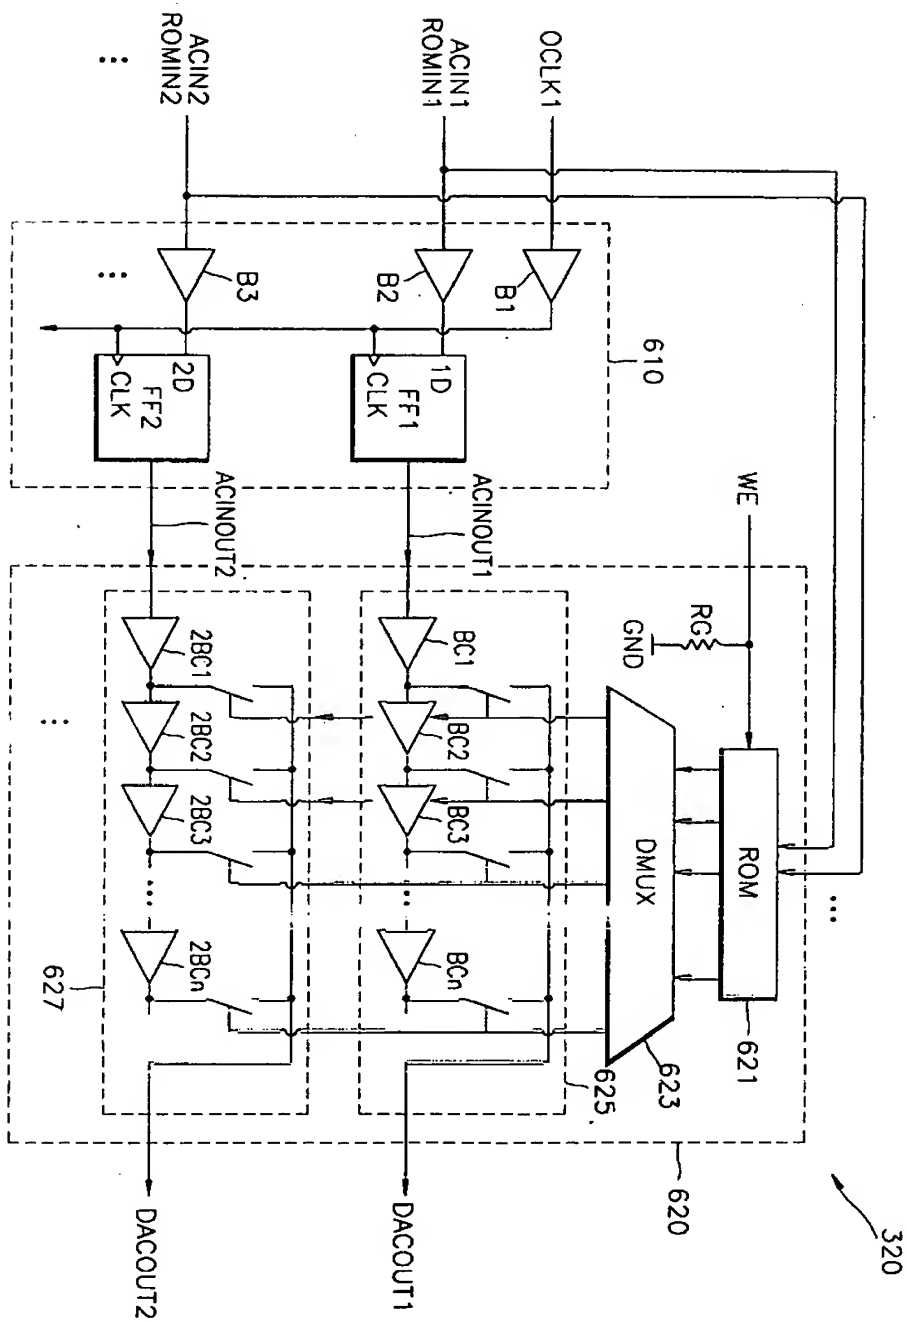 320
620
OCLK1
ACIN1
ROMIN1
ACIN2
ROMIN2
...
...
610
B1
B2
B3
...
1D
FF1
CLK
2D
FF2
CLK
ACINOUT1
ACINOUT2
WE
RG
GND
ROM
621
DMUX
623
BC1
BC2
BC3
...
BCn
625
2BC1
2BC2
2BC3
...
2BCn
627
...
DACOUT1
DACOUT2